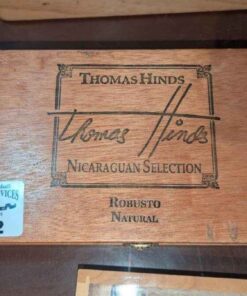 THOMAS HINDS
Thomas Hinds
NICARAGUAN SELECTION
ROBUSTO
NATURAL